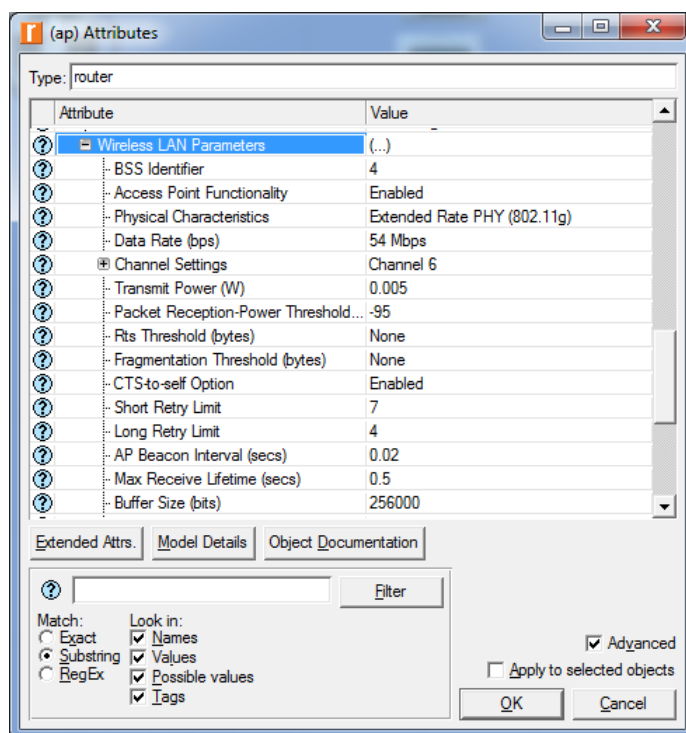 (ap) Attributes
Type: router
Attribute Value
Wireless LAN Parameters (...)
BSS Identifier 4
Access Point Functionality Enabled
Physical Characteristics Extended Rate PHY (802.11g)
Data Rate (bps) 54 Mbps
Channel Settings Channel 6
Transmit Power (W) 0.005
Packet Reception-Power Threshold... -95
Rts Threshold (bytes) None
Fragmentation Threshold (bytes) None
CTS-to-self Option Enabled
Short Retry Limit 7
Long Retry Limit 4
AP Beacon Interval (secs) 0.02
Max Receive Lifetime (secs) 0.5
Buffer Size (bits) 256000
Extended Attrs. Model Details Object Documentation
Filter
Match: Look in:
Exact Names
Substring Values
RegEx Possible values
Tags
Advanced
Apply to selected objects
OK Cancel